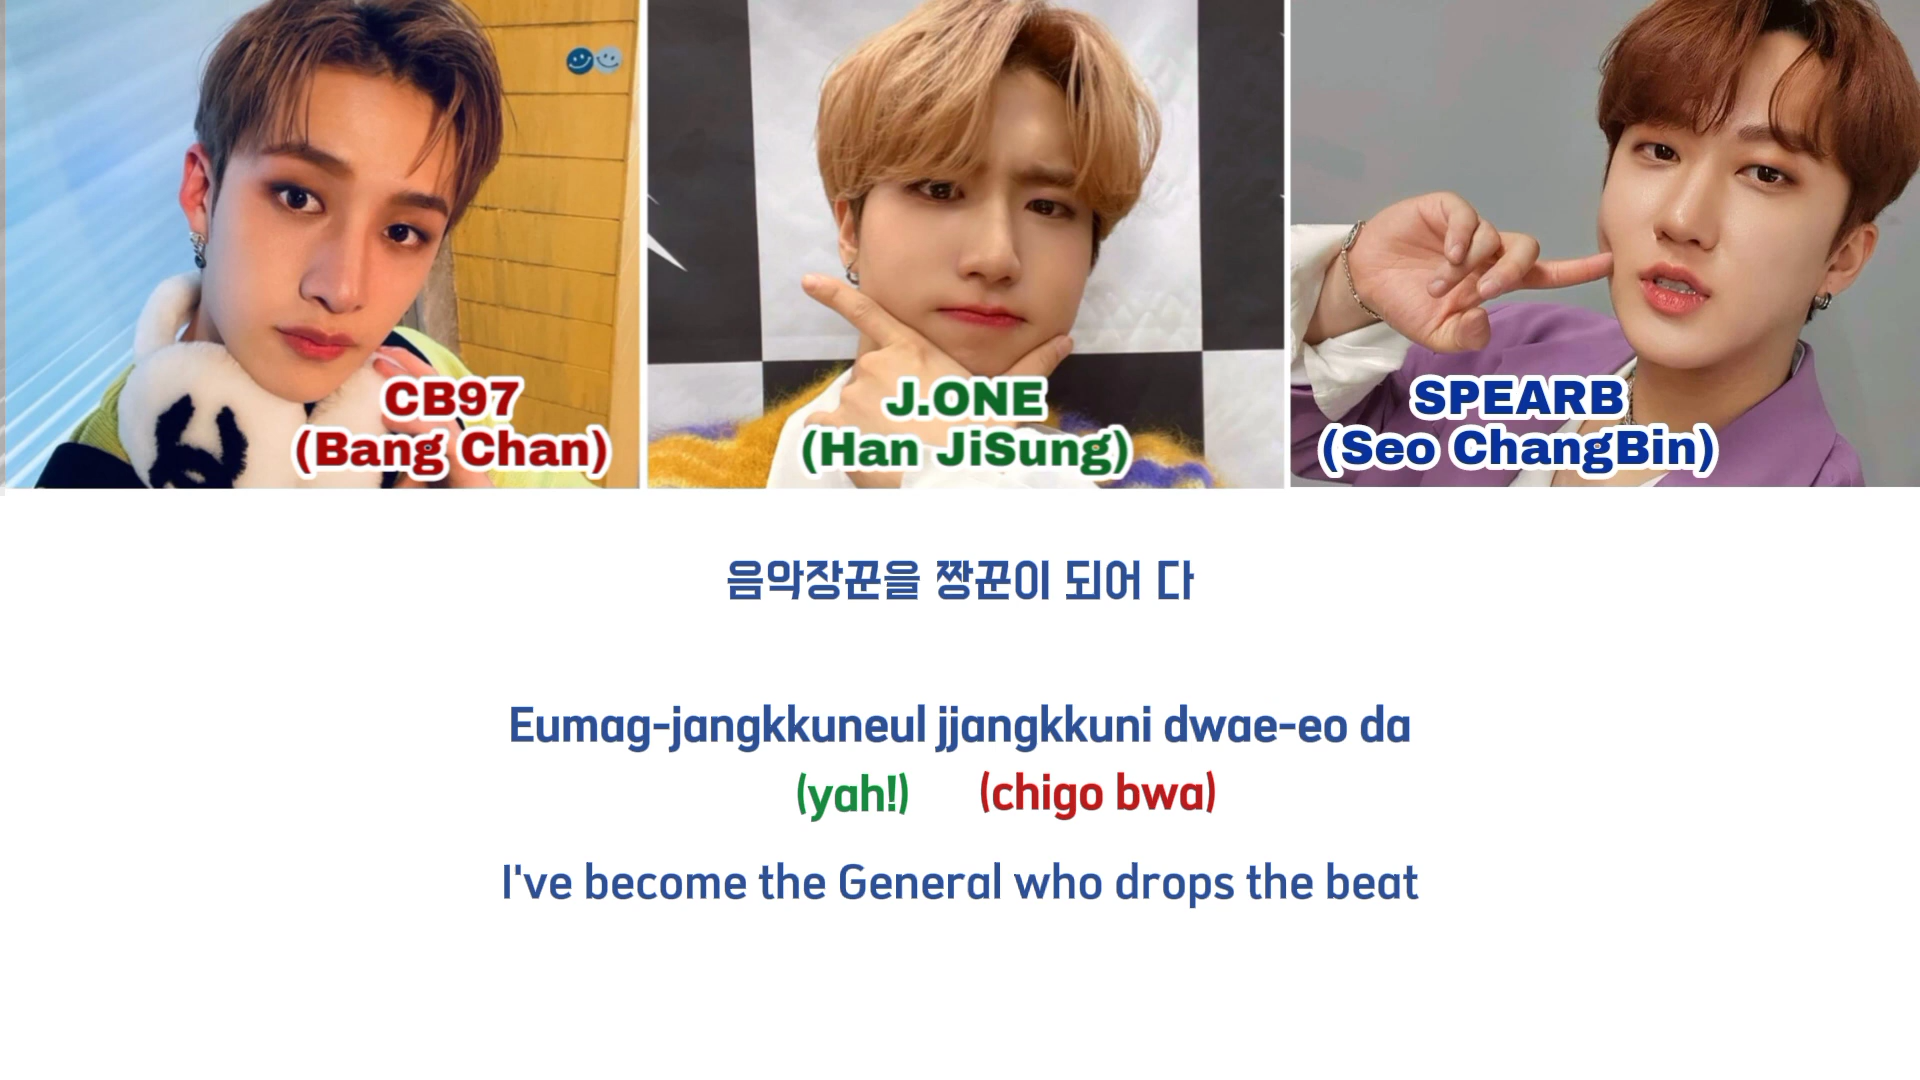 CB97
(Bang Chan)
J.ONE
(Han JiSung)
SPEARB
(Seo ChangBin)
음악장꾼을 짱꾼이 되어 다
Eumag-jangkkuneul jjangkkuni dwae-eo da
(yah!) (chigo bwa)
I've become the General who drops the beat